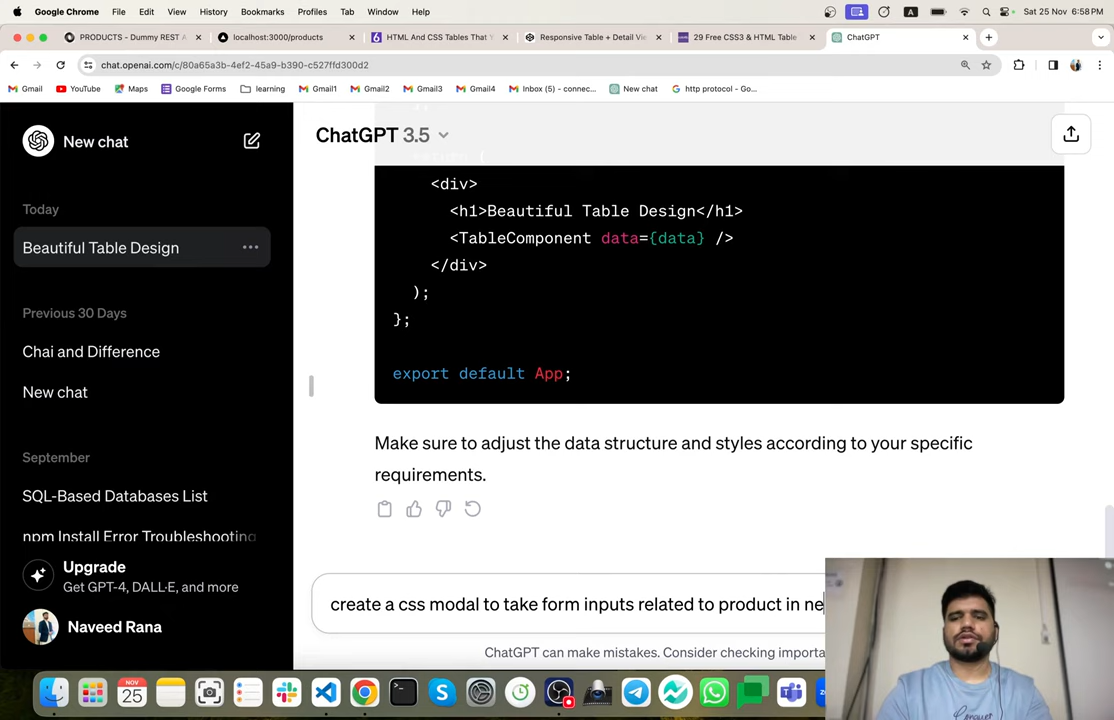 Google Chrome File Edit View History Bookmarks Profiles Tab Window Help A Sat 25 Nov 6:58 PM
PRODUCTS - Dummy REST A localhost:3000/products HTML And CSS Tables That Y Responsive Table + Detail Vie 29 Free CSS3 & HTML Table ChatGPT
chat.openai.com/c/80a65a3b-4ef2-45a9-b390-c527ffd300d2
Gmail YouTube Maps Google Forms learning Gmail1 Gmail2 Gmail3 Gmail4 Inbox (5) – connec... New chat http protocol - Go...
New chat
ChatGPT 3.5
Today
Beautiful Table Design
Previous 30 Days
Chai and Difference
New chat
September
SQL-Based Databases List
npm Install Error Troubleshooting
Upgrade
Get GPT-4, DALL·E, and more
Naveed Rana
return (
<div>
<h1>Beautiful Table Design</h1>
<TableComponent data={data} />
</div>
);
};
export default App;
Make sure to adjust the data structure and styles according to your specific
requirements.
create a css modal to take form inputs related to product in ne
ChatGPT can make mistakes. Consider checking importa
NOV
25